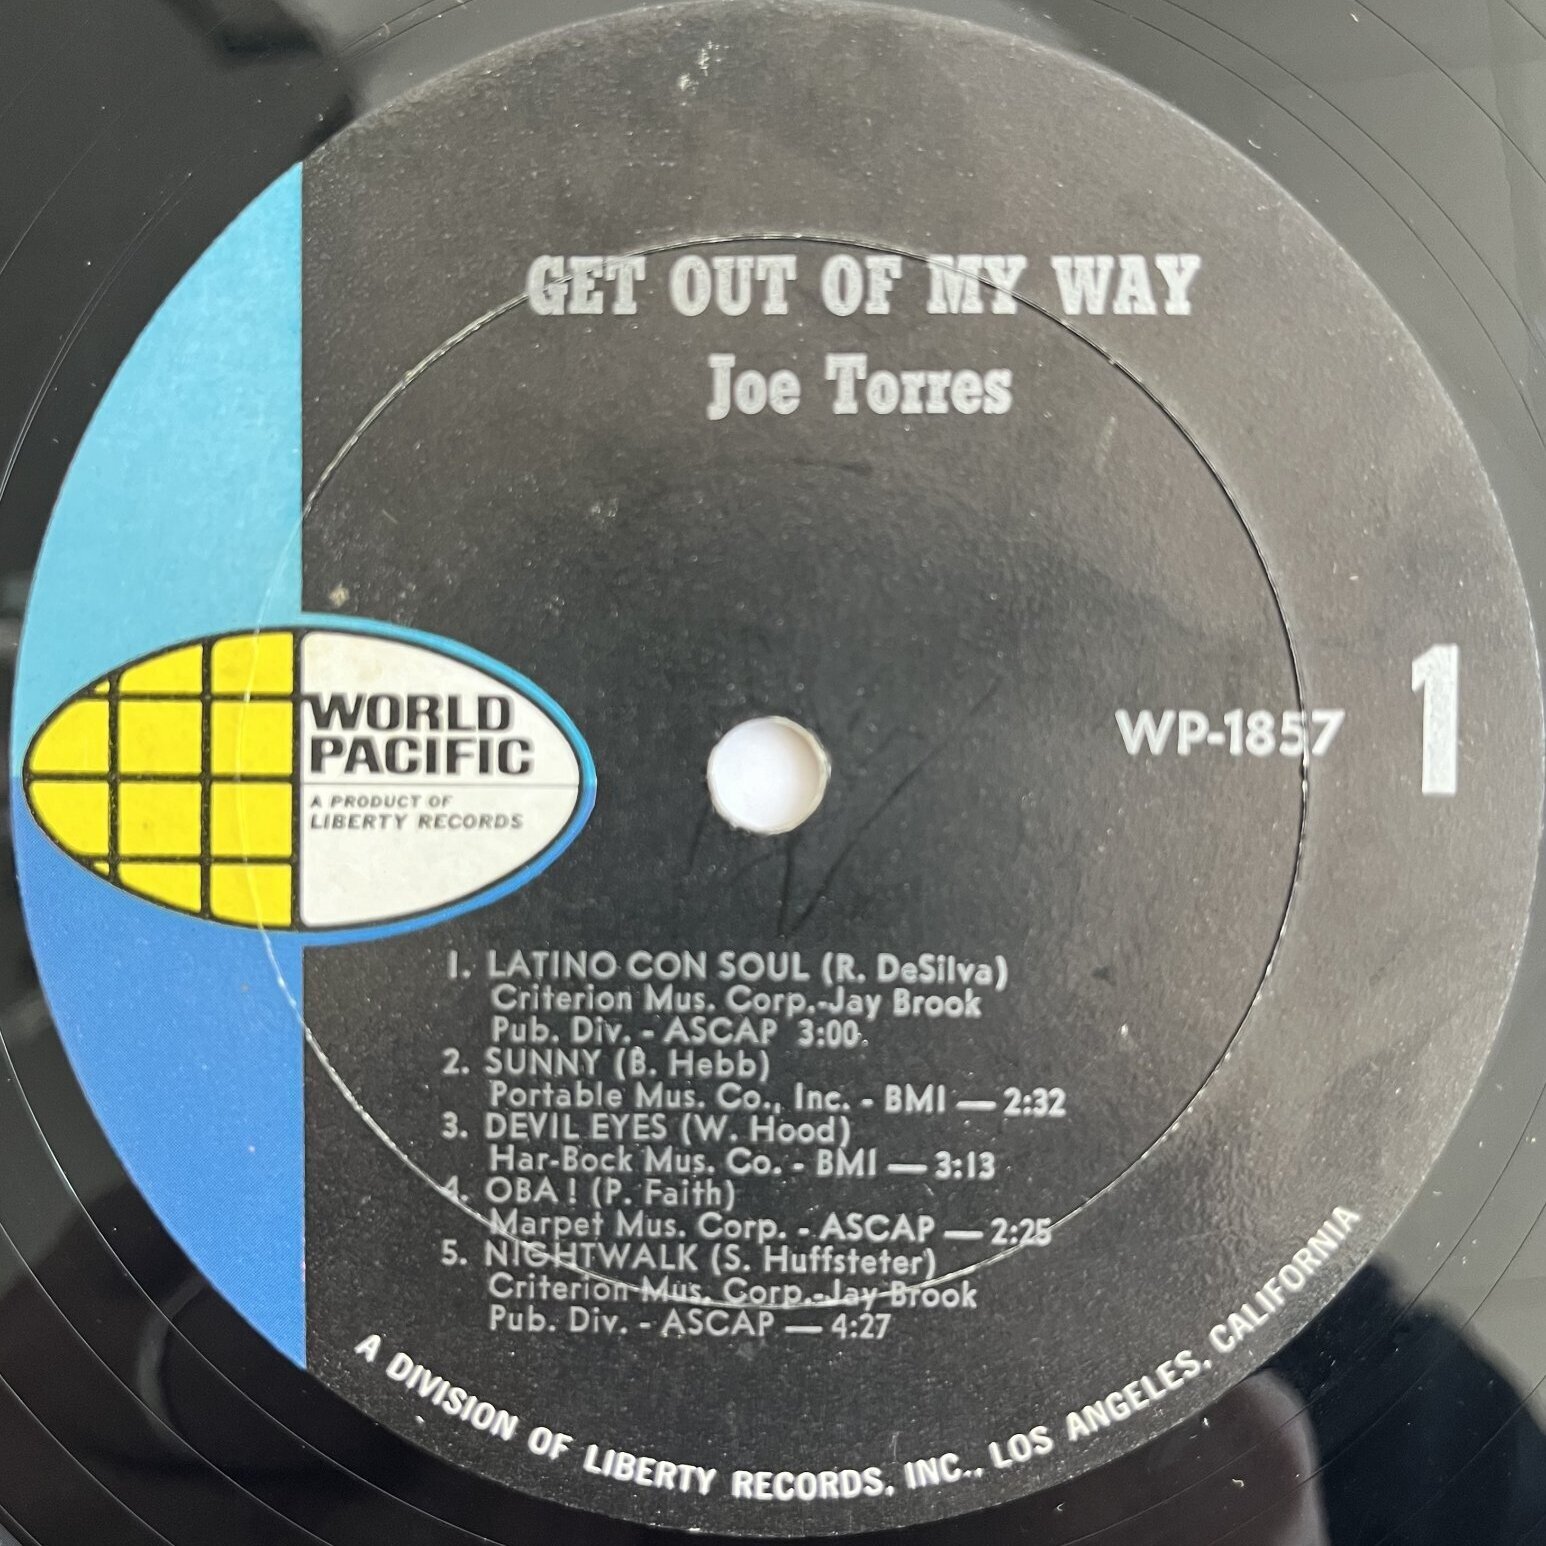 GET OUT OF MY WAY
Joe Torres
WORLD
PACIFIC
A PRODUCT OF
LIBERTY RECORDS
WP-1857
1
1. LATINO CON SOUL (R. DeSilva)
Criterion Mus. Corp.-Jay Brook
Pub. Div. - ASCAP 3:00
2. SUNNY (B. Hebb)
Portable Mus. Co., Inc. - BMI — 2:32
3. DEVIL EYES (W. Hood)
Har-Bock Mus. Co. - BMI — 3:13
4. OBA! (P. Faith)
Marpet Mus. Corp. - ASCAP — 2:25
5. NIGHTWALK (S. Huffsteter)
Criterion Mus. Corp.-Jay Brook
Pub. Div. - ASCAP — 4:27
A DIVISION OF LIBERTY RECORDS, INC., LOS ANGELES, CALIFORNIA